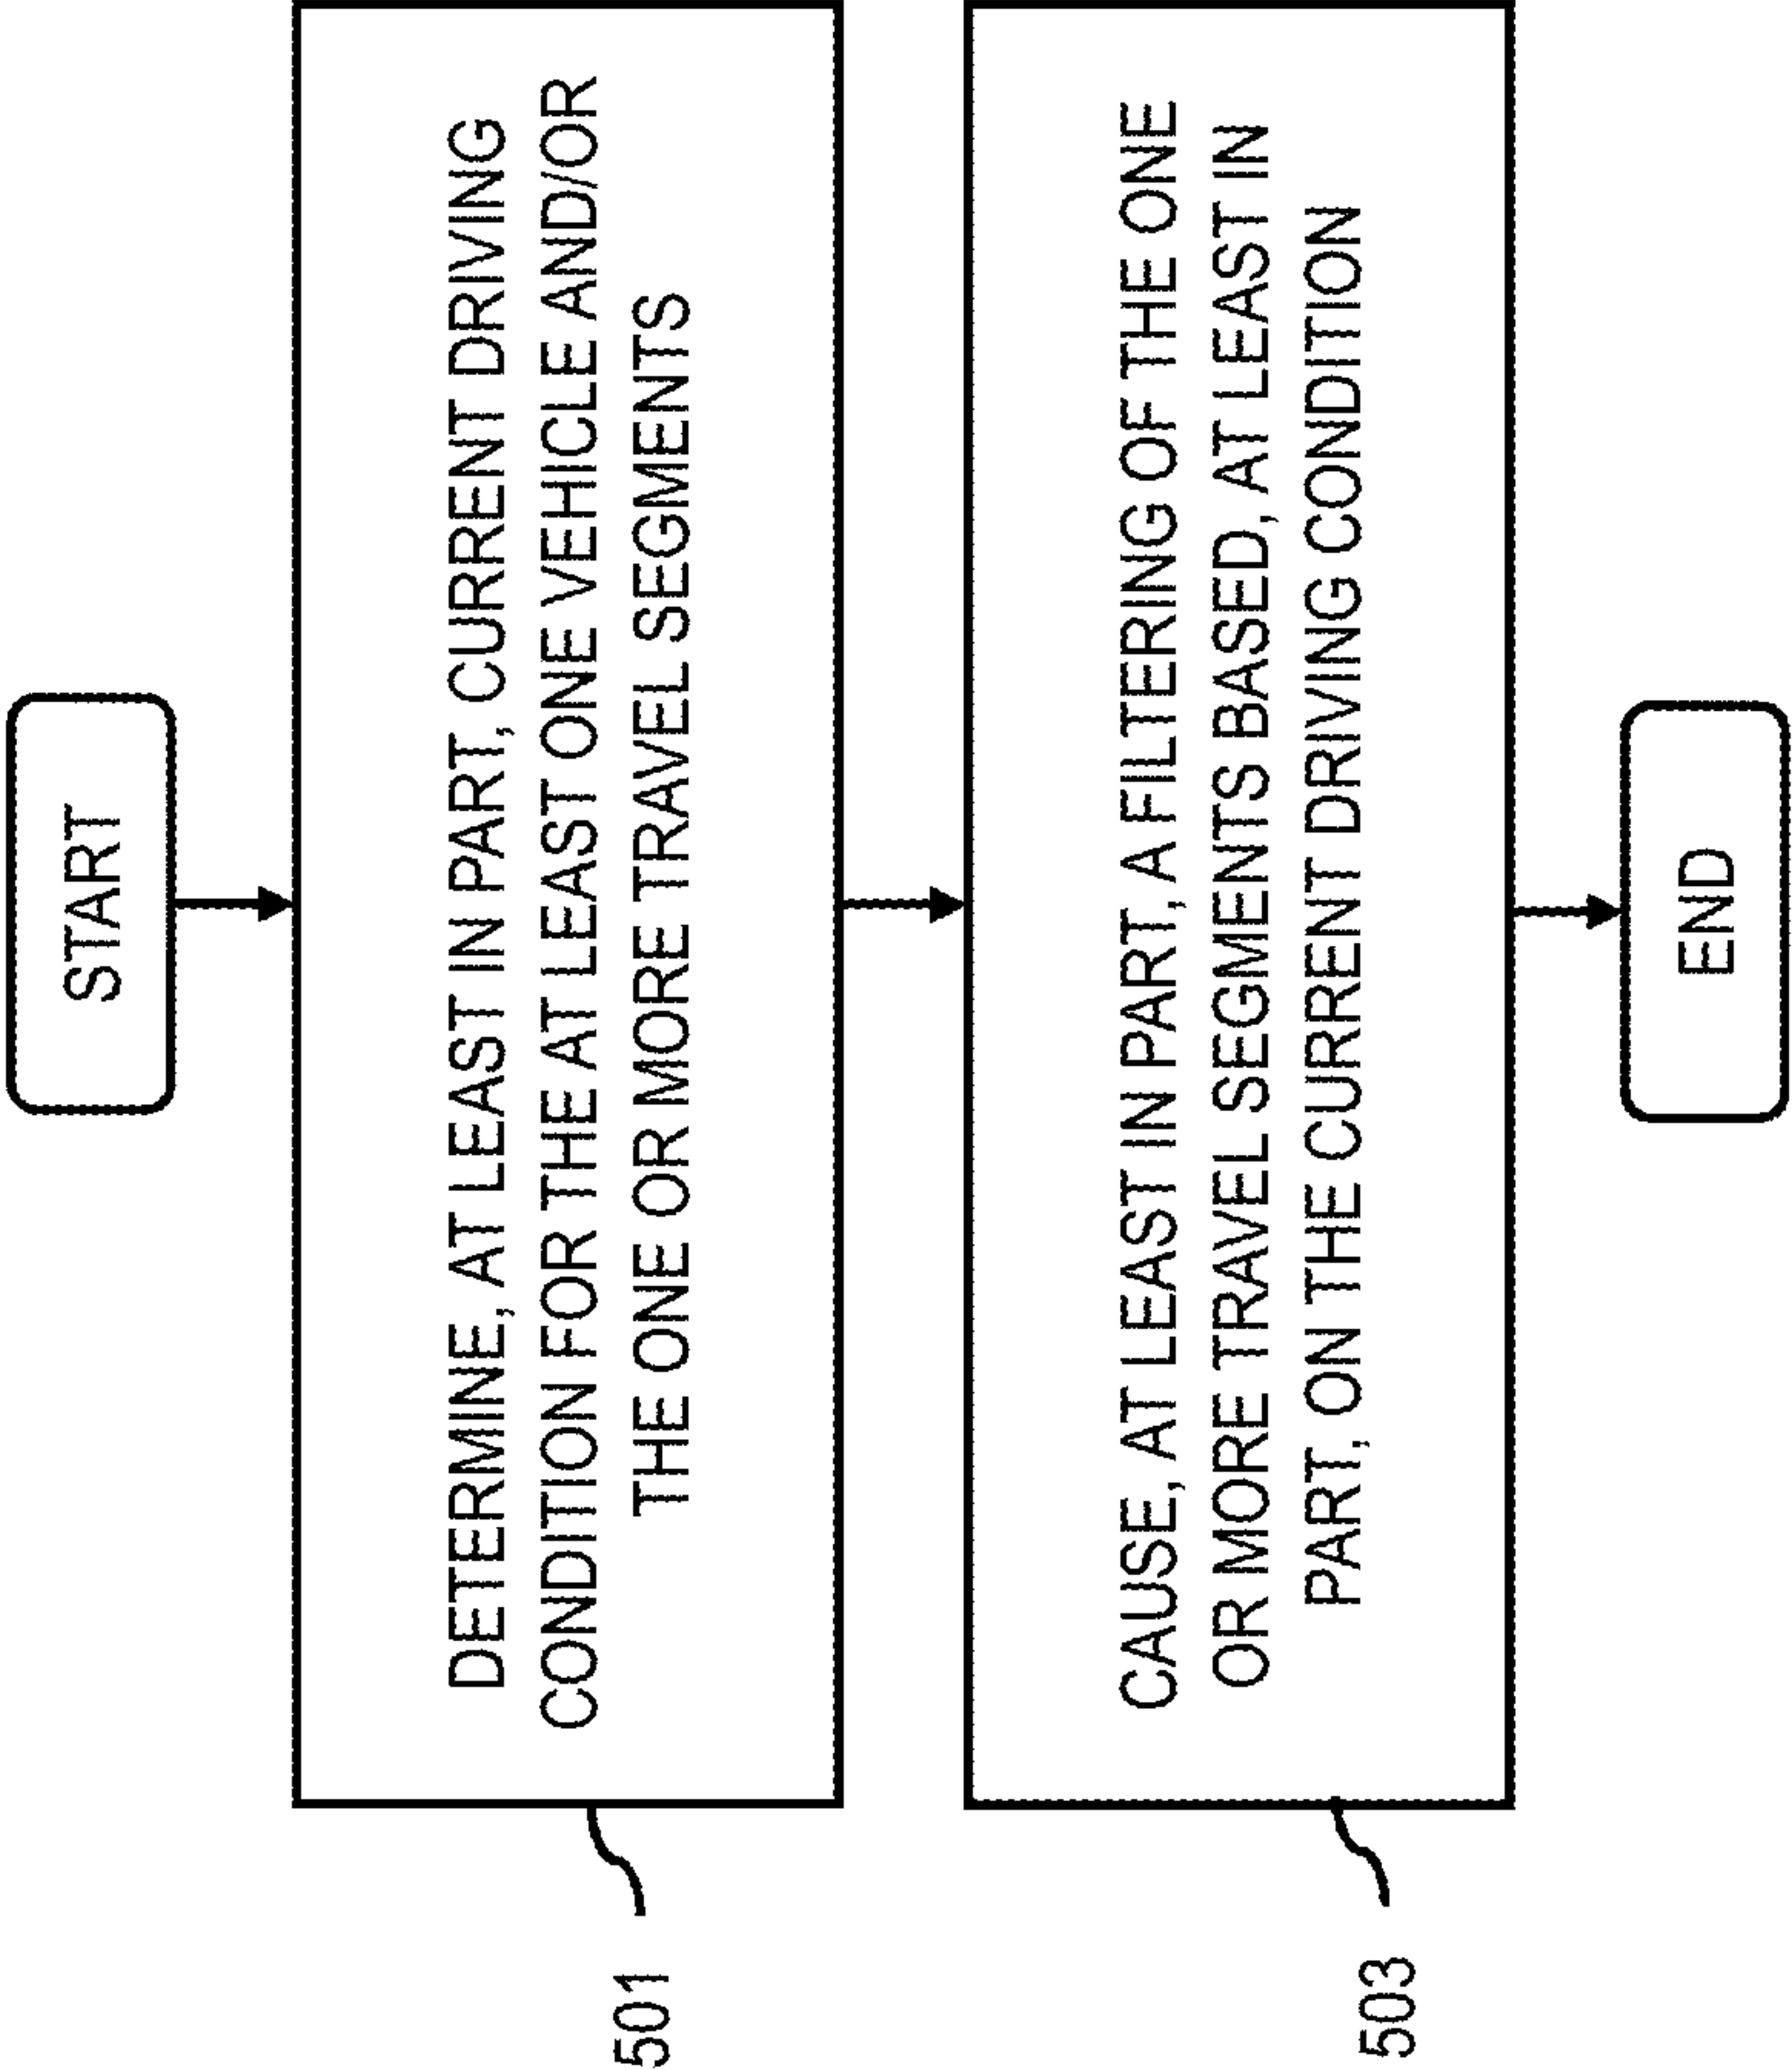 START
DETERMINE, AT LEAST IN PART, CURRENT DRIVING
CONDITION FOR THE AT LEAST ONE VEHICLE AND/OR
THE ONE OR MORE TRAVEL SEGMENTS
501
CAUSE, AT LEAST IN PART, A FILTERING OF THE ONE
OR MORE TRAVEL SEGMENTS BASED, AT LEAST IN
PART, ON THE CURRENT DRIVING CONDITION
503
END